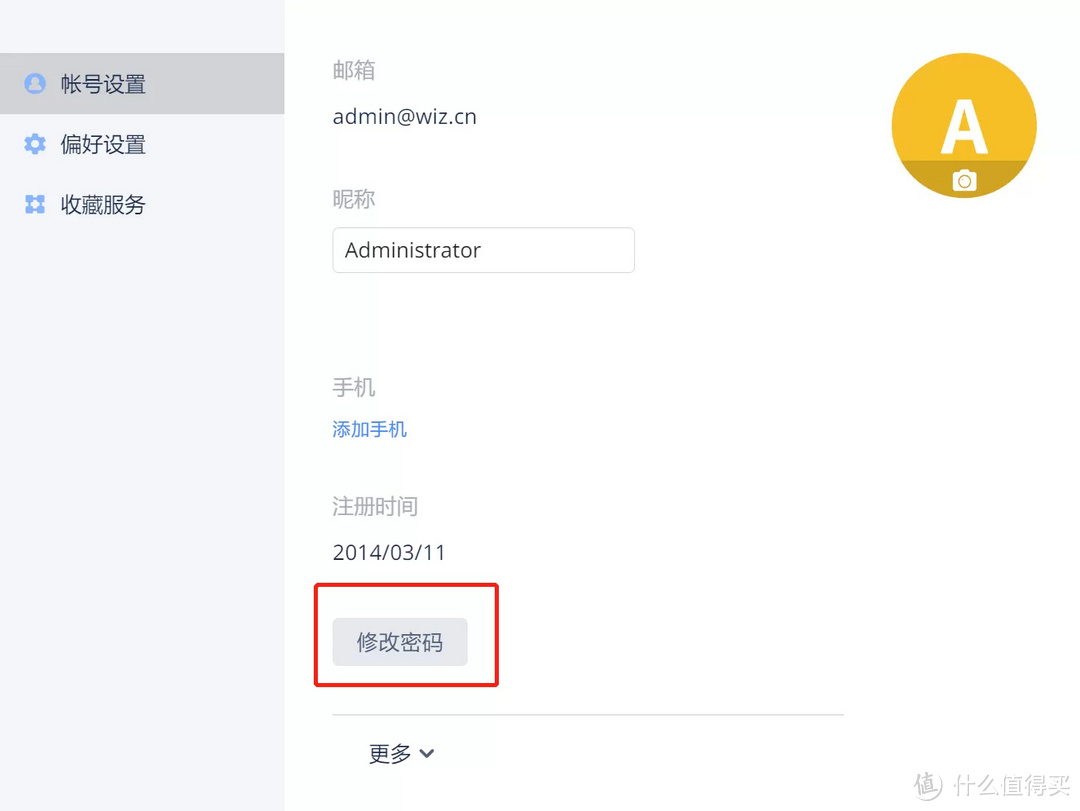 帐号设置
偏好设置
收藏服务
邮箱
admin@wiz.cn
昵称
Administrator
手机
添加手机
注册时间
2014/03/11
修改密码
更多
A
值 什么值得买